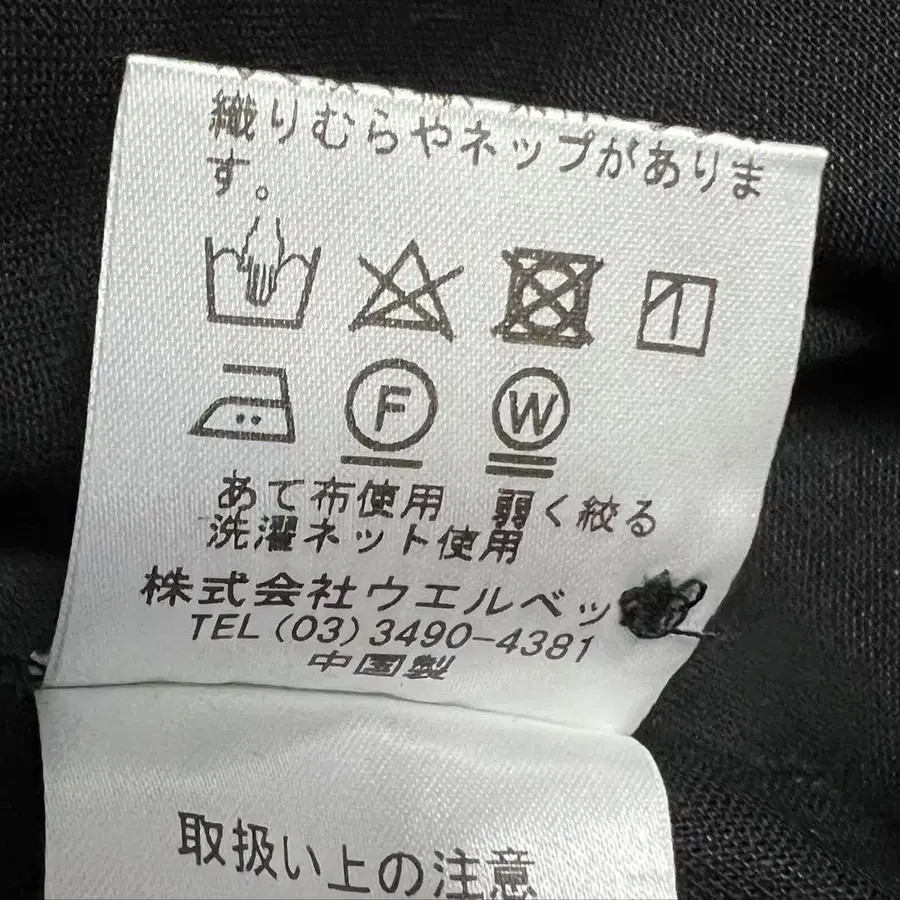 織りむらやネップがありま
す。
F
W
あて布使用 弱く絞る
洗濯ネット使用
株式会社ウエルベッ
TEL (03) 3490-4381
中国製
取扱い上の注意